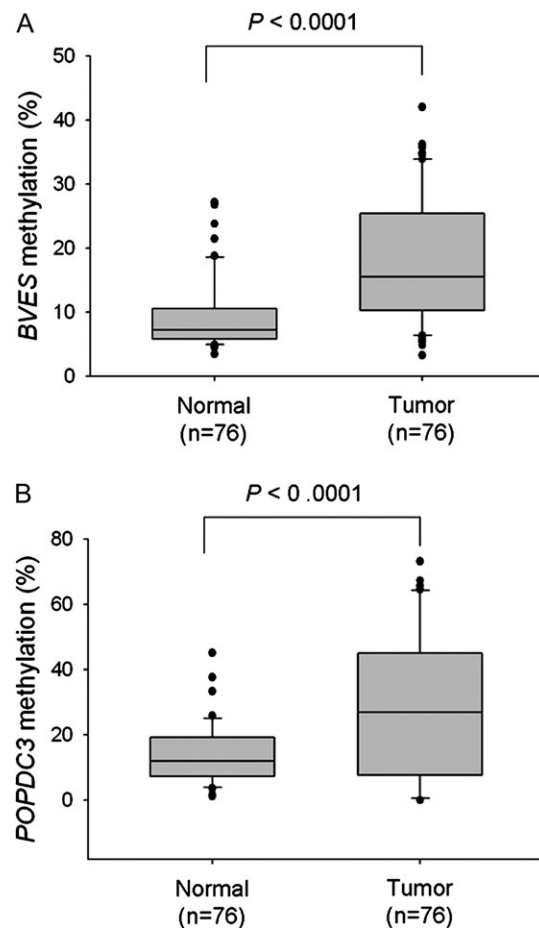 A
P < 0.0001
BVES methylation (%)
50
40
30
20
10
0
Normal
(n=76)
Tumor
(n=76)
B
P < 0 .0001
POPDC3 methylation (%)
80
60
40
20
0
Normal
(n=76)
Tumor
(n=76)